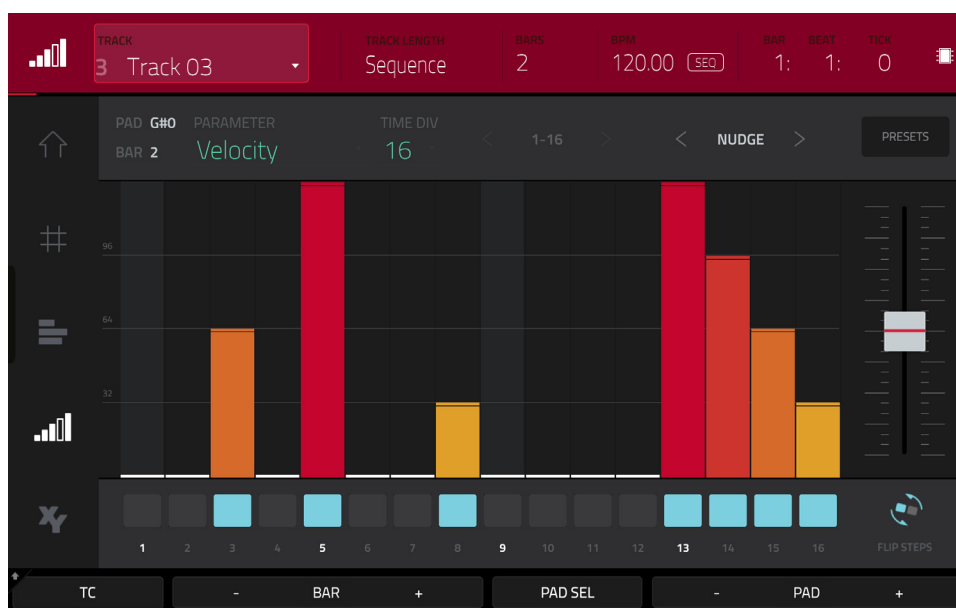 TRACK TRACK LENGTH BARS BPM BAR BEAT TICK
3 Track 03 Sequence 2 120.00 SEQ 1: 1: 0
PAD G#0 PARAMETER TIME DIV
BAR 2 Velocity 16 < 1-16 > < NUDGE > PRESETS
96
64
32
XY
1 2 3 4 5 6 7 8 9 10 11 12 13 14 15 16 FLIP STEPS
TC - BAR + PAD SEL - PAD +